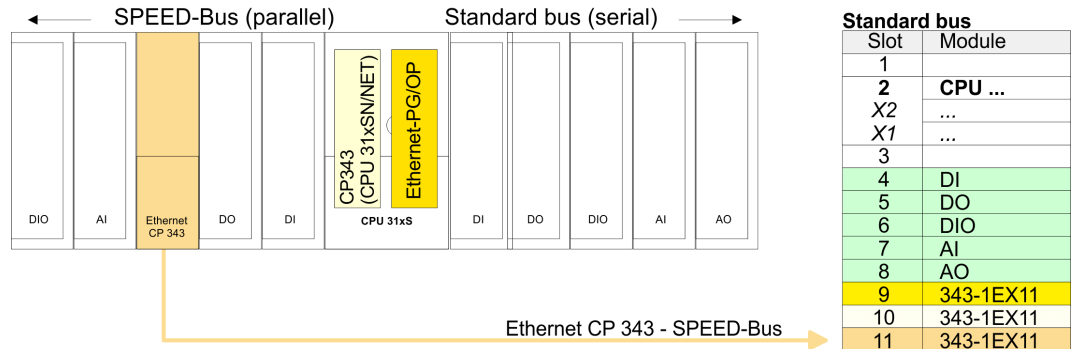 SPEED-Bus (parallel)
Standard bus (serial)
CP343
(CPU 31xSN/NET)
Ethernet-PG/OP
DIO
AI
Ethernet
CP 343
DO
DI
CPU 31xS
DI
DO
DIO
AI
AO
Ethernet CP 343 - SPEED-Bus
Standard bus
Slot Module
1
2 CPU ...
X2 ...
X1 ...
3
4 DI
5 DO
6 DIO
7 AI
8 AO
9 343-1EX11
10 343-1EX11
11 343-1EX11